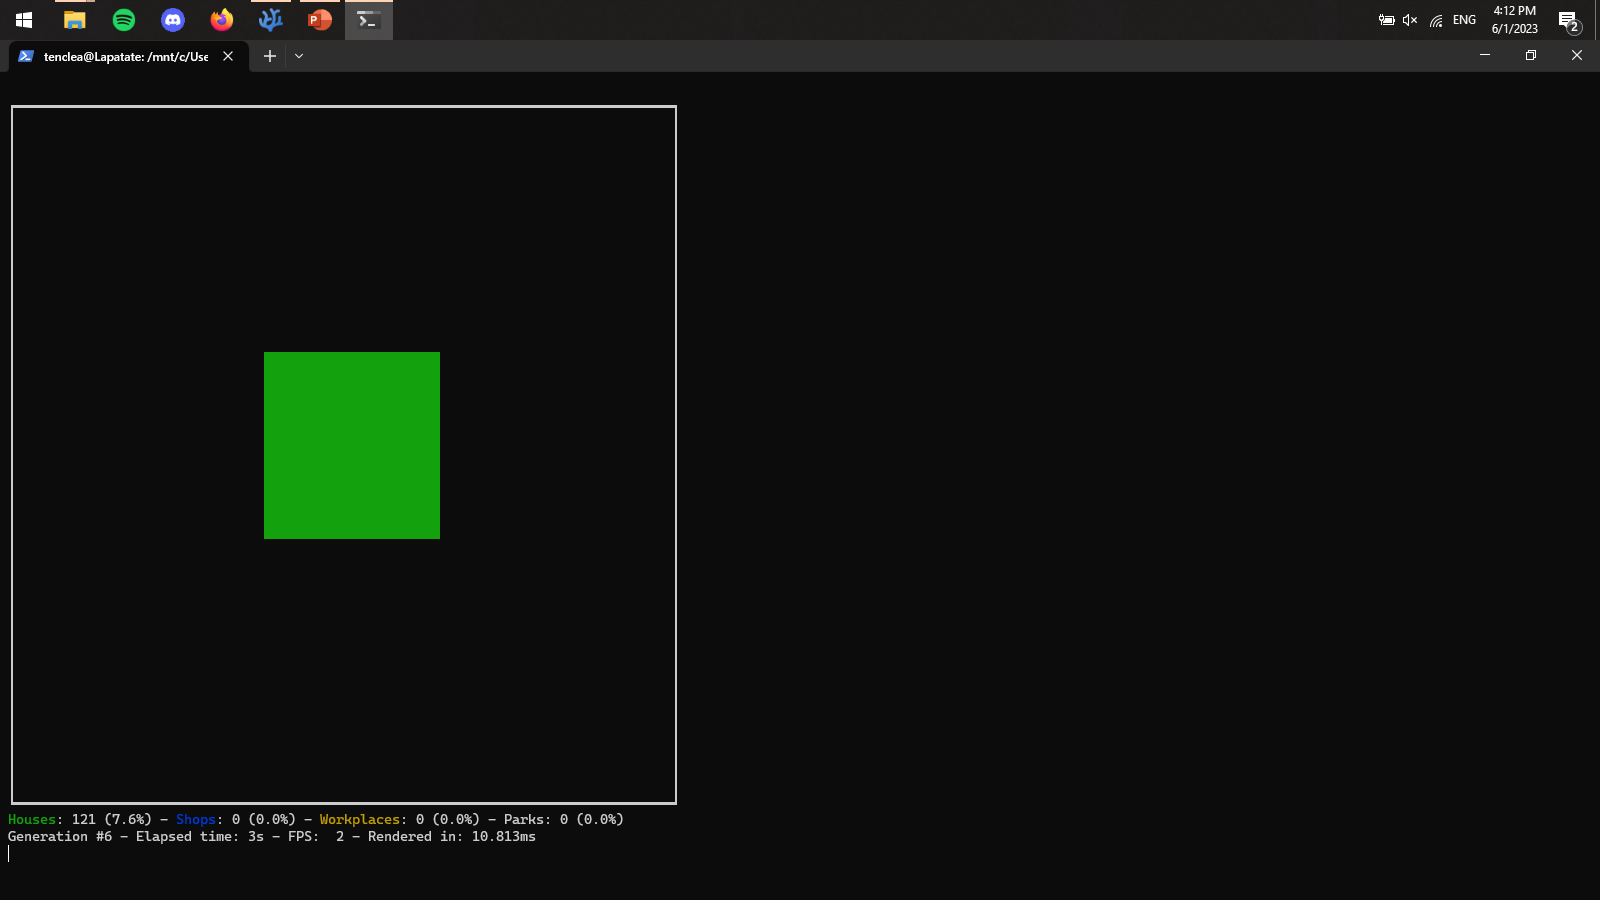 4:12 PM
ENG
6/1/2023
2
P
tenclea@Lapatate: /mnt/c/Use
Houses: 121 (7.6%) – Shops: 0 (0.0%) – Workplaces: 0 (0.0%) – Parks: 0 (0.0%)
Generation #6 – Elapsed time: 3s – FPS:  2 – Rendered in: 10.813ms